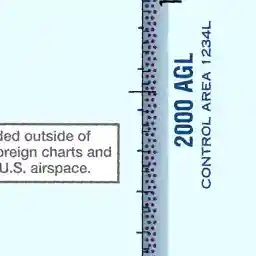 ded outside of
oreign charts and
U.S. airspace.
2000 AGL
CONTROL AREA 1234L